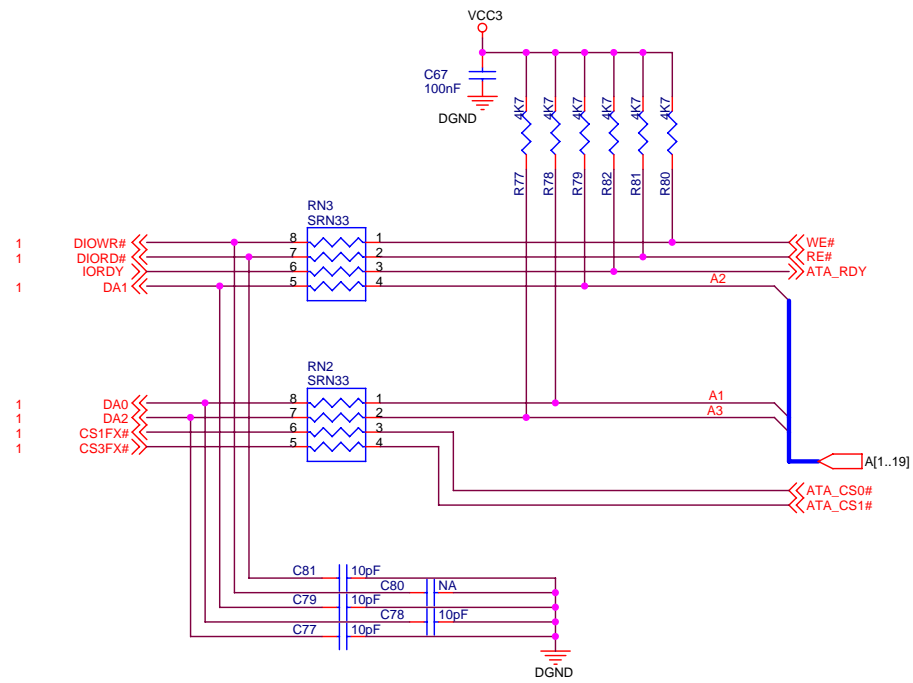 VCC3
C67
100nF
DGND
4K7 4K7 4K7 4K7 4K7 4K7
R77 R78 R79 R82 R81 R80
RN3
SRN33
1 DIOWR# 8 1 WE#
1 DIORD# 7 2 RE#
IORDY 6 3 ATA_RDY
1 DA1 5 4 A2
RN2
SRN33
1 DA0 8 1 A1
1 DA2 7 2 A3
1 CS1FX# 6 3
1 CS3FX# 5 4
A[1..19]
ATA_CS0#
ATA_CS1#
C81 10pF
C80 NA
C79 10pF
C78 10pF
C77 10pF
DGND